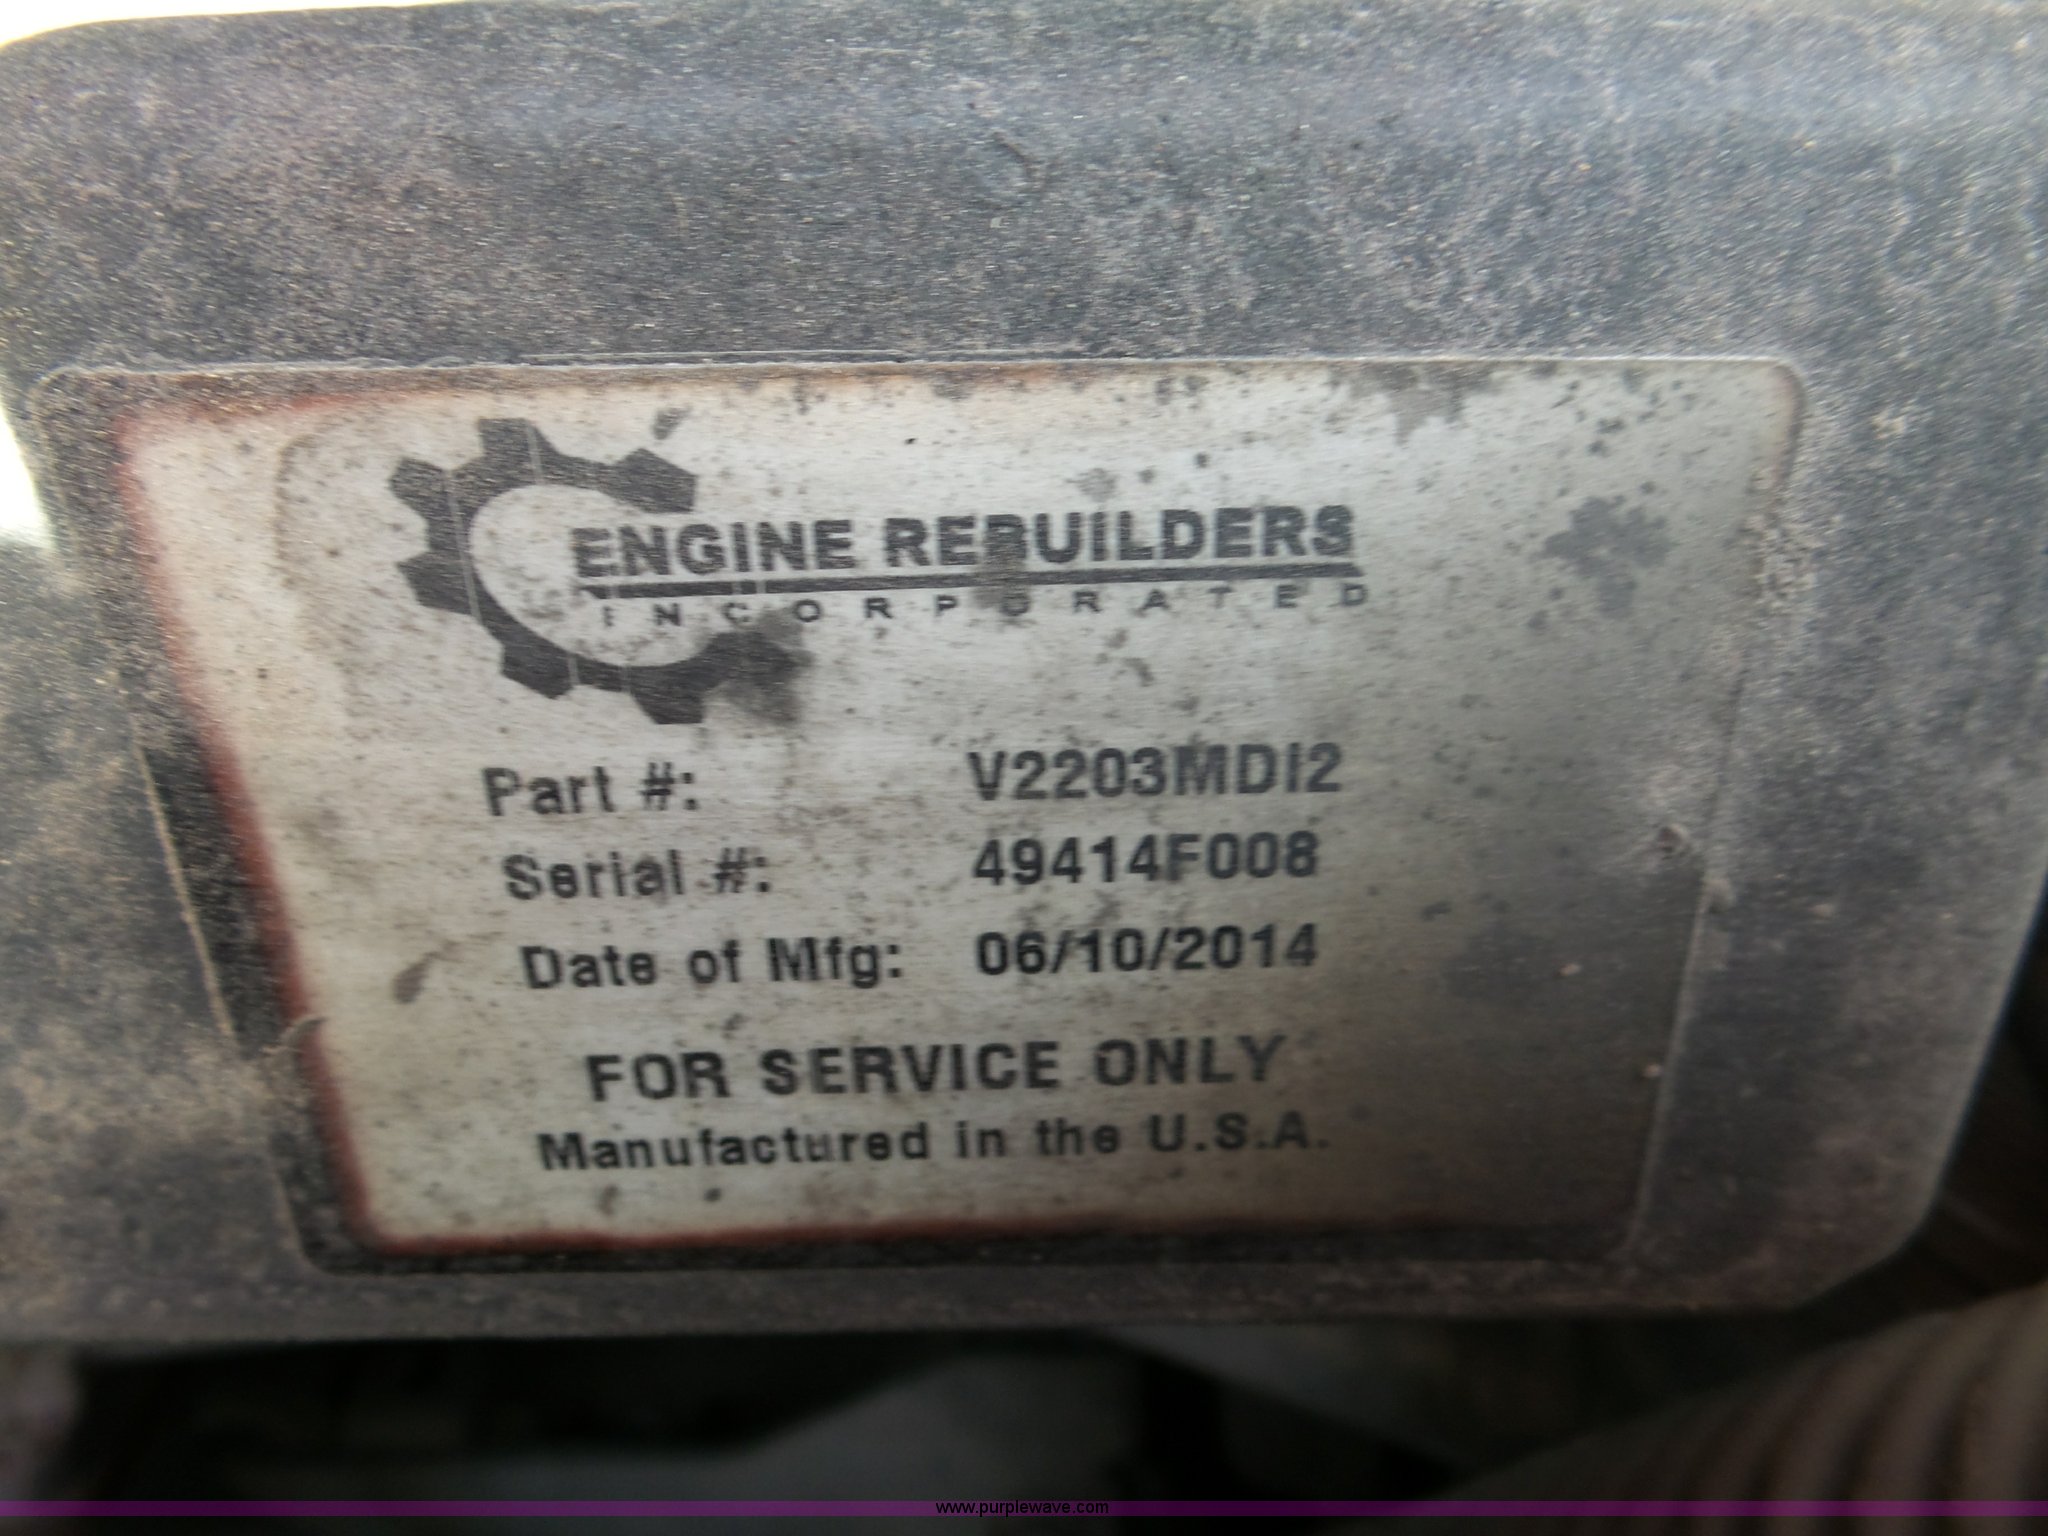 ENGINE REBUILDERS
INCORPORATED
Part #: V2203MDI2
Serial #: 49414F008
Date of Mfg: 06/10/2014
FOR SERVICE ONLY
Manufactured in the U.S.A.
www.purplewave.com